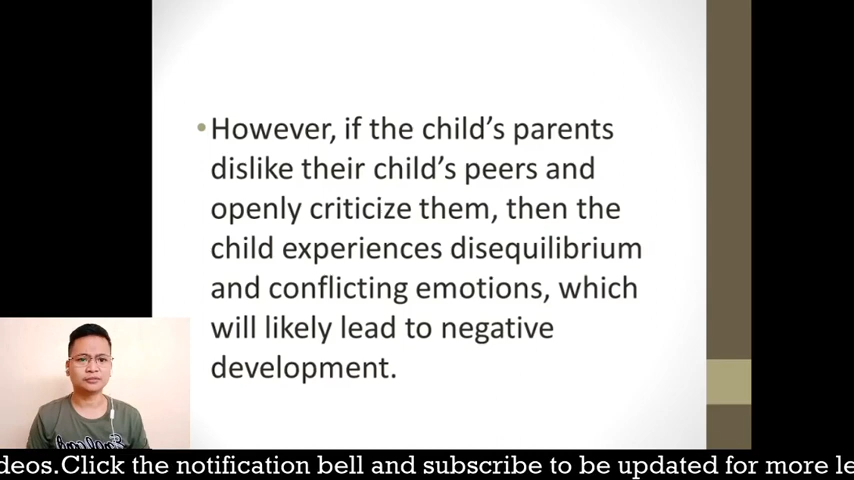 •However, if the child’s parents
dislike their child’s peers and
openly criticize them, then the
child experiences disequilibrium
and conflicting emotions, which
will likely lead to negative
development.
deos.Click the notification bell and subscribe to be updated for more le